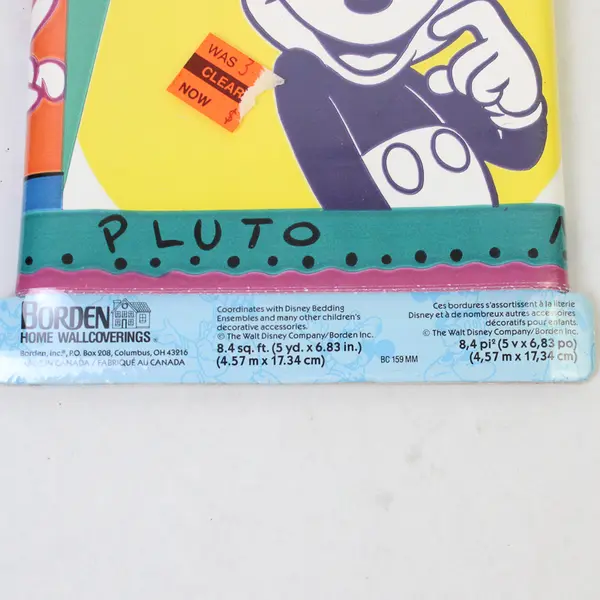 WAS 3
CLEAR
NOW $
PLUTO
BORDEN
HOME WALLCOVERINGS®
Borden, Inc®, P.O. Box 208, Columbus, OH 43216
IN CANADA / FABRIQUÉ AU CANADA
Coordinates with Disney Bedding
Ensembles and many other children's
decorative accessories.
© The Walt Disney Company/Borden Inc.
8.4 sq. ft. (5 yd. x 6.83 in.)
(4.57 m x 17.34 cm)
BC 159 MM
Ces bordures s'assortissent à la literie
Disney et à de nombreux autres accessoires
décoratifs pour enfants.
© The Walt Disney Company/ Borden Inc.
8,4 pi² (5 v x 6,83 po)
(4,57 m x 17,34 cm)